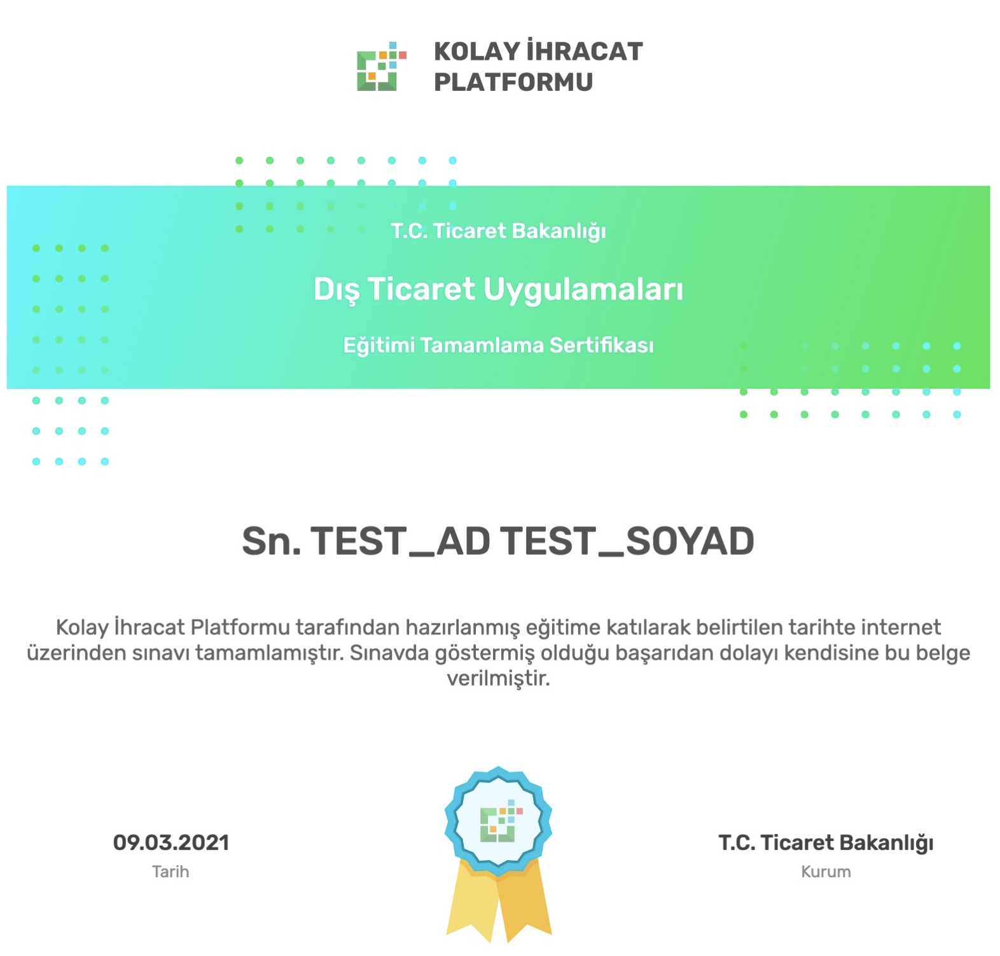 KOLAY İHRACAT
PLATFORMU
T.C. Ticaret Bakanlığı
Dış Ticaret Uygulamaları
Eğitimi Tamamlama Sertifikası
Sn. TEST_AD TEST_SOYAD
Kolay İhracat Platformu tarafından hazırlanmış eğitime katılarak belirtilen tarihte internet
üzerinden sınavı tamamlamıştır. Sınavda göstermiş olduğu başarıdan dolayı kendisine bu belge
verilmiştir.
09.03.2021
Tarih
T.C. Ticaret Bakanlığı
Kurum